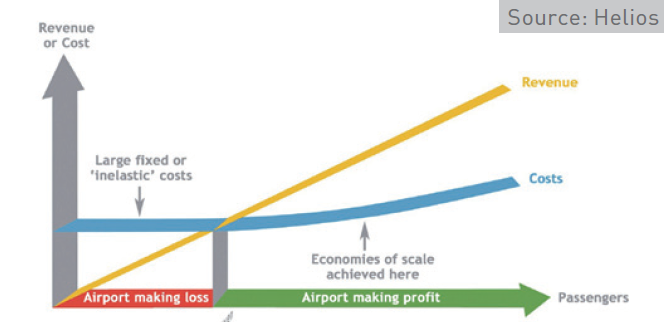 Source: Helios
Revenue
or Cost
Revenue
Large fixed or
'inelastic' costs
Costs
Economies of scale
achieved here
Airport making loss
Airport making profit
Passengers